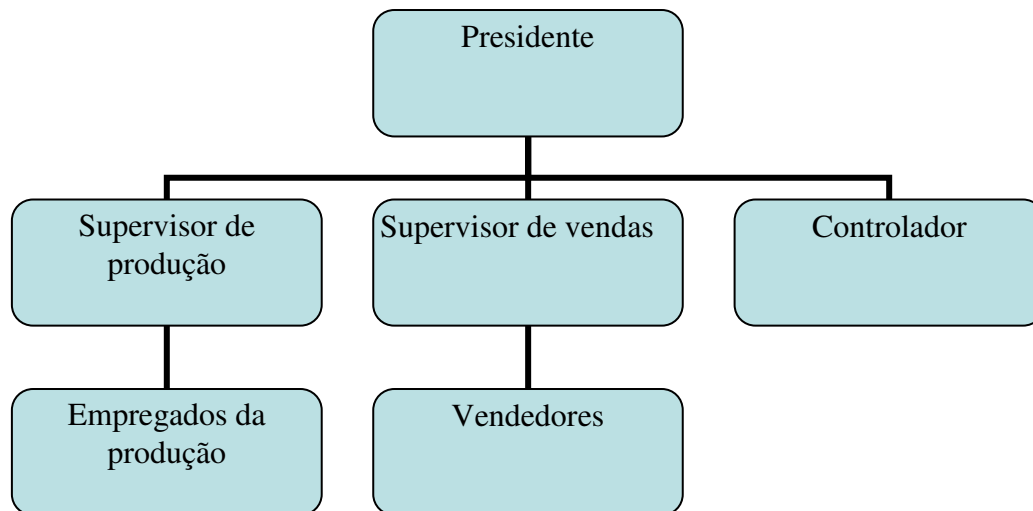 Presidente
Supervisor de
produção
Supervisor de vendas
Controlador
Empregados da
produção
Vendedores